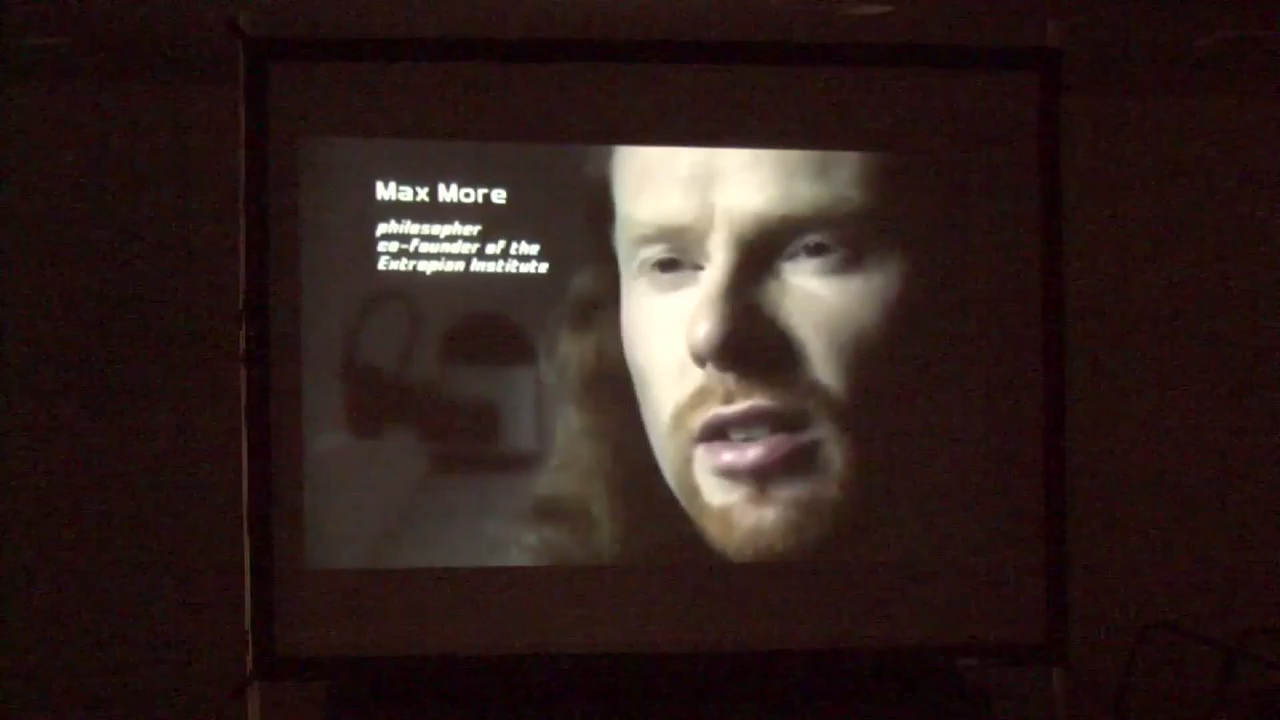 Max More
philosopher
co-founder of the
Extropian Institute